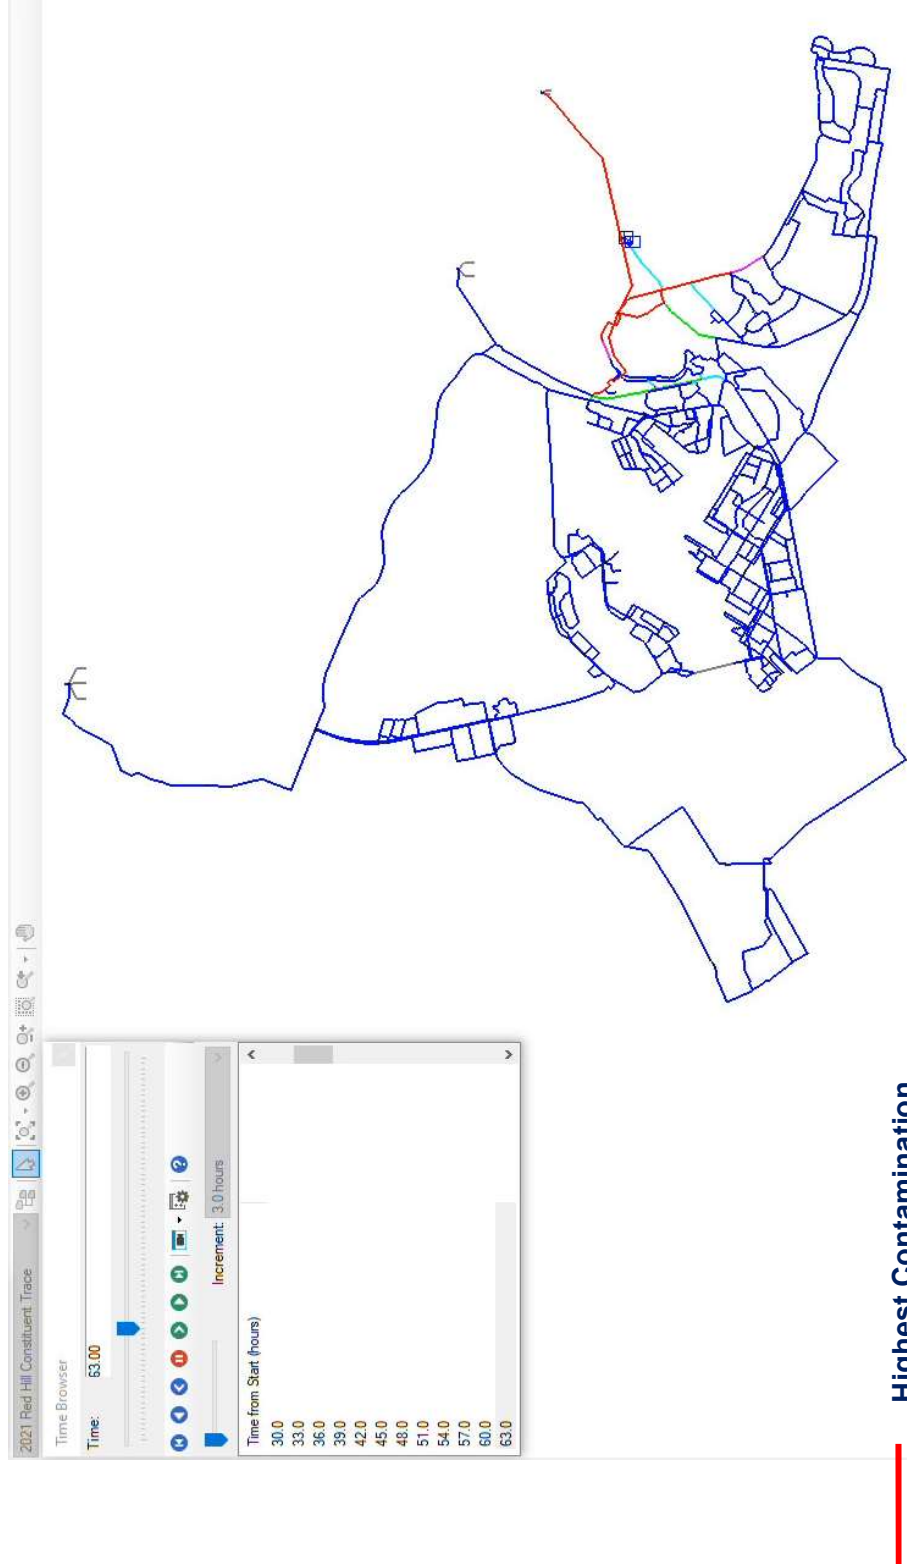 2021 Red Hill Constituent Trace
Time Browser
Time:
63.00
Increment:
3.0 hours
Time from Start (hours)
30.0
33.0
36.0
39.0
42.0
45.0
48.0
51.0
54.0
57.0
60.0
63.0
Highest Contamination